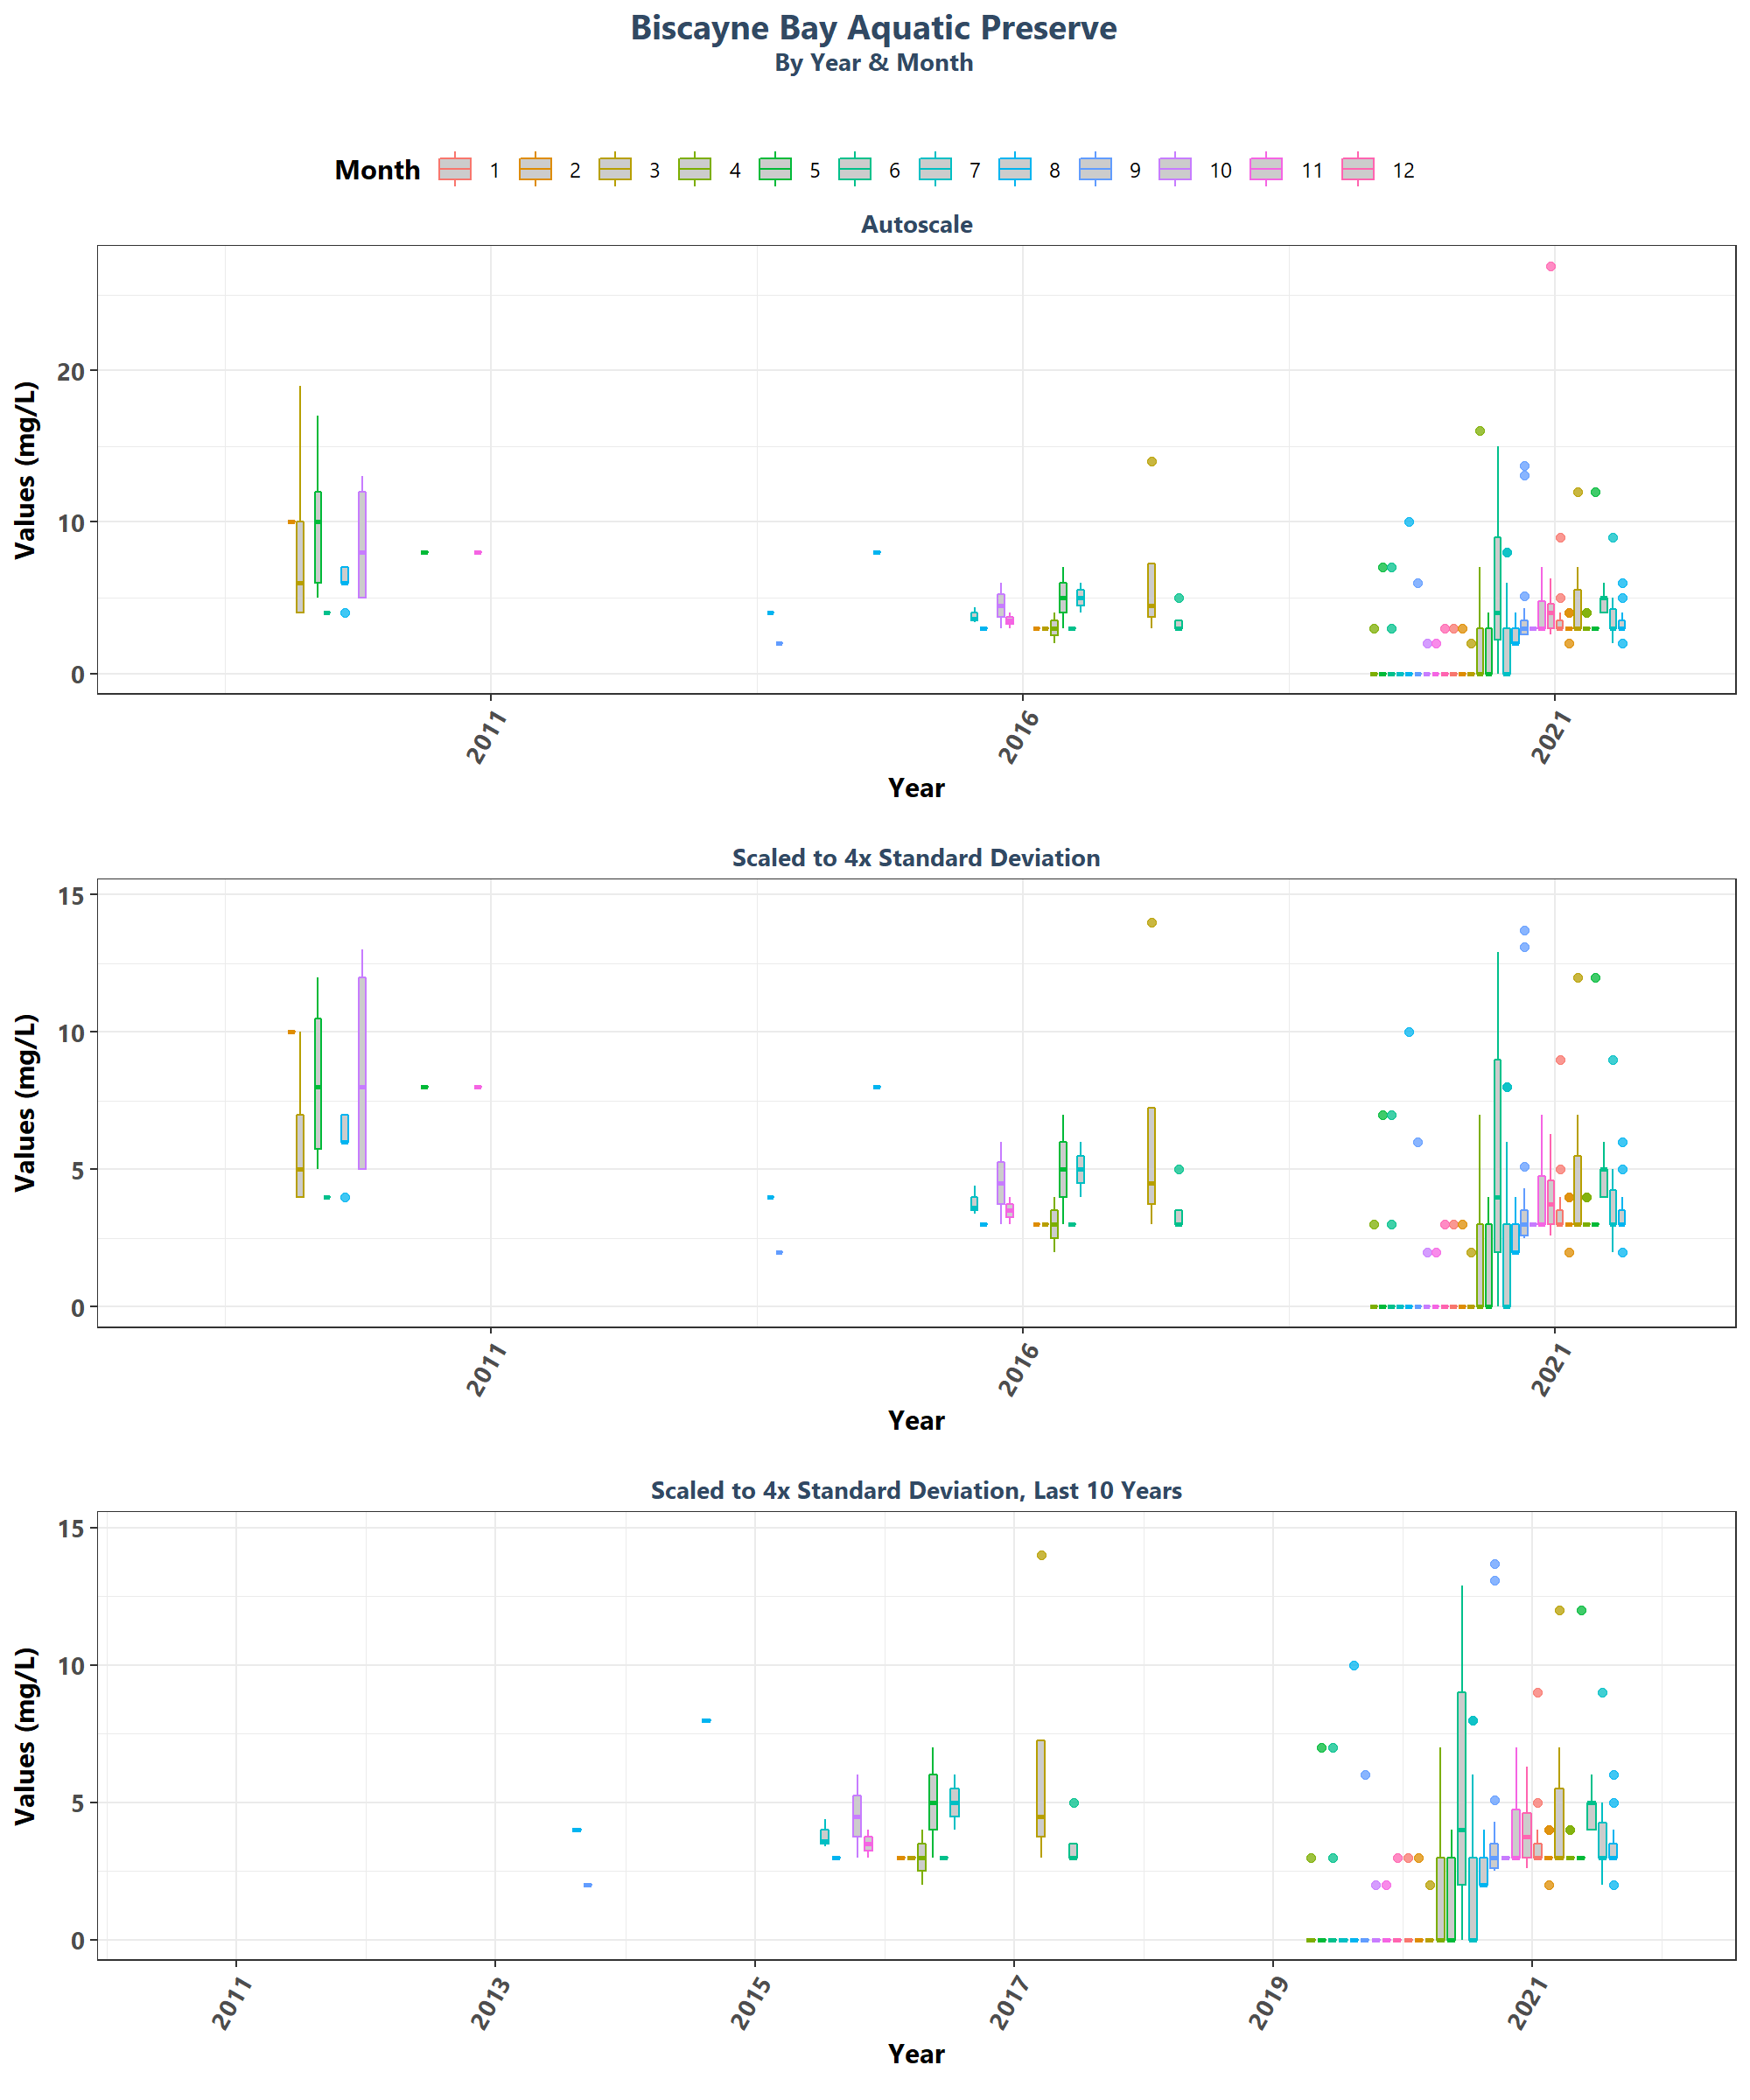 Biscayne Bay Aquatic Preserve
By Year & Month
Month 1 2 3 4 5 6 7 8 9 10 11 12
Autoscale
Values (mg/L)
20
10
0
2011 2016 2021
Year
Scaled to 4x Standard Deviation
Values (mg/L)
15
10
5
0
2011 2016 2021
Year
Scaled to 4x Standard Deviation, Last 10 Years
Values (mg/L)
15
10
5
0
2011 2013 2015 2017 2019 2021
Year